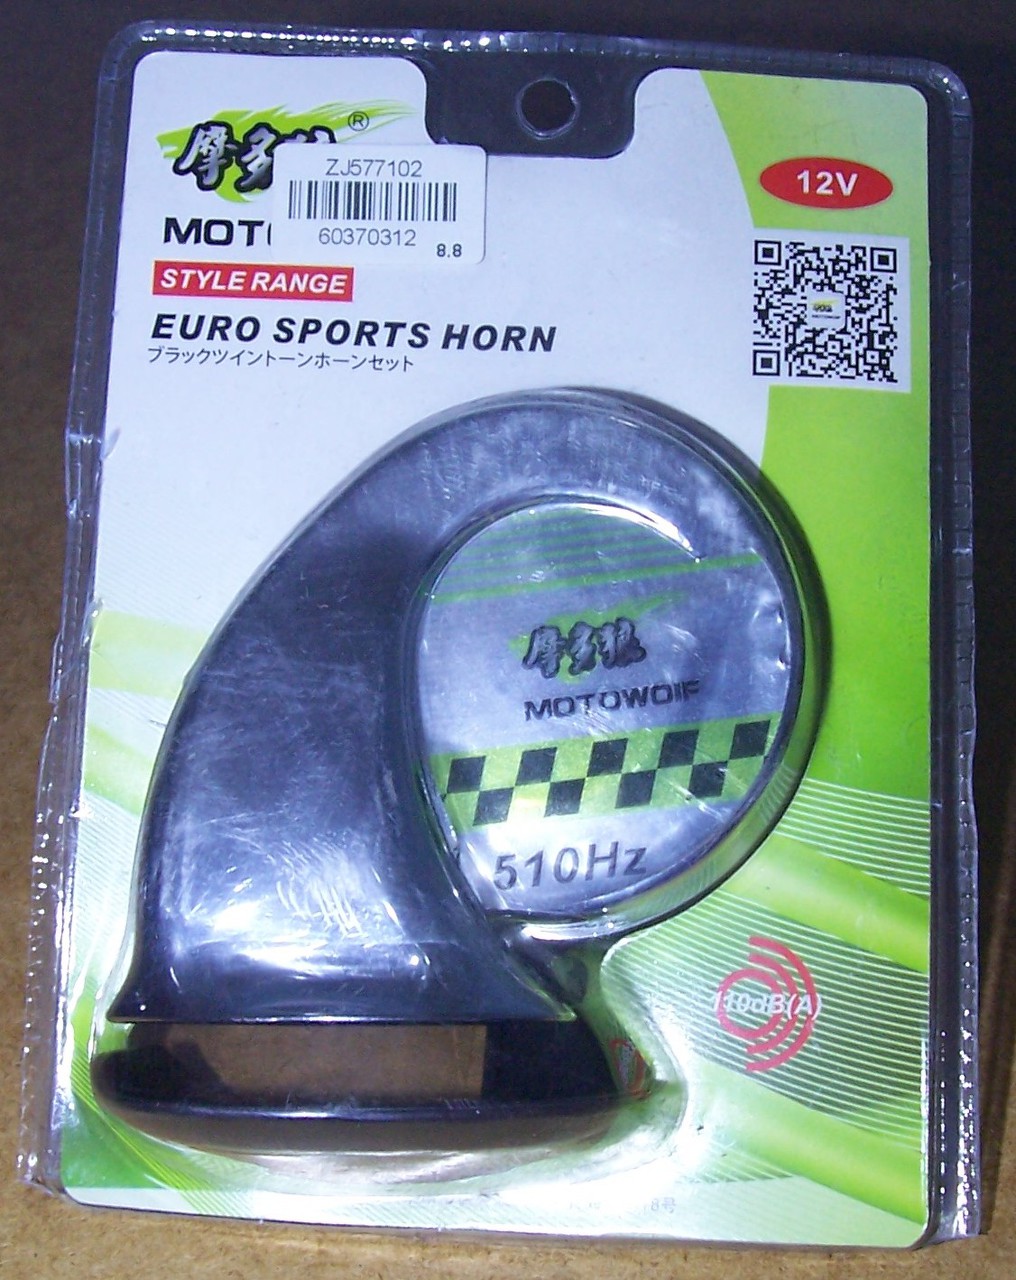 摩多
®
MOTO
ZJ577102
60370312
8.8
12V
STYLE RANGE
EURO SPORTS HORN
ブラックツイントーンホーンセット
摩多狼
MOTOWOIF
510Hz
110dB(A)